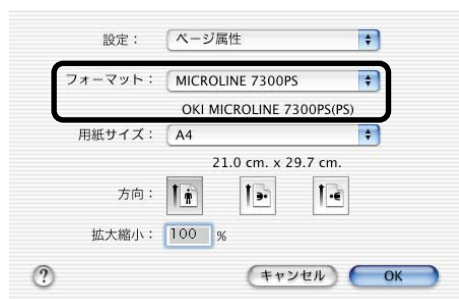 設定： ページ属性
フォーマット： MICROLINE 7300PS
OKI MICROLINE 7300PS(PS)
用紙サイズ： A4
21.0 cm. x 29.7 cm.
方向：
拡大縮小： 100 %
? キャンセル OK